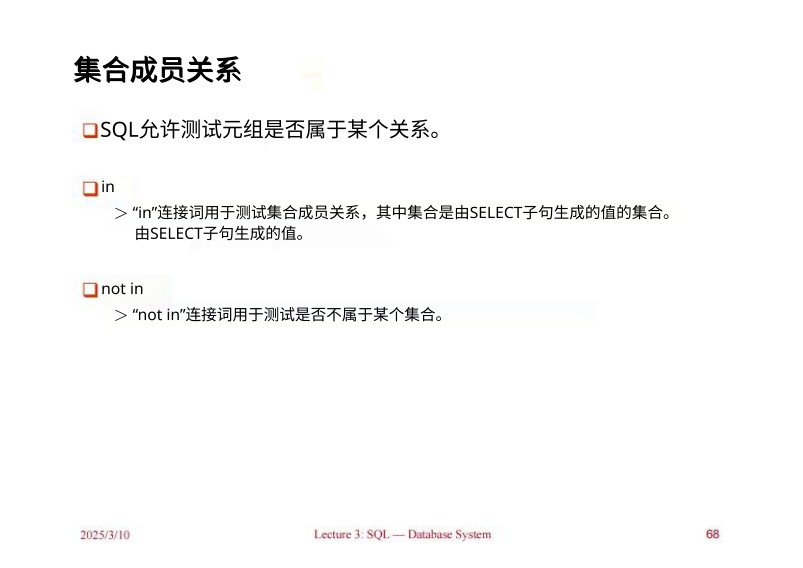 集合成员关系
SQL允许测试元组是否属于某个关系。
in
> “in”连接词用于测试集合成员关系，其中集合是由SELECT子句生成的值的集合。
由SELECT子句生成的值。
not in
> “not in”连接词用于测试是否不属于某个集合。
2025/3/10 Lecture 3: SQL — Database System 68